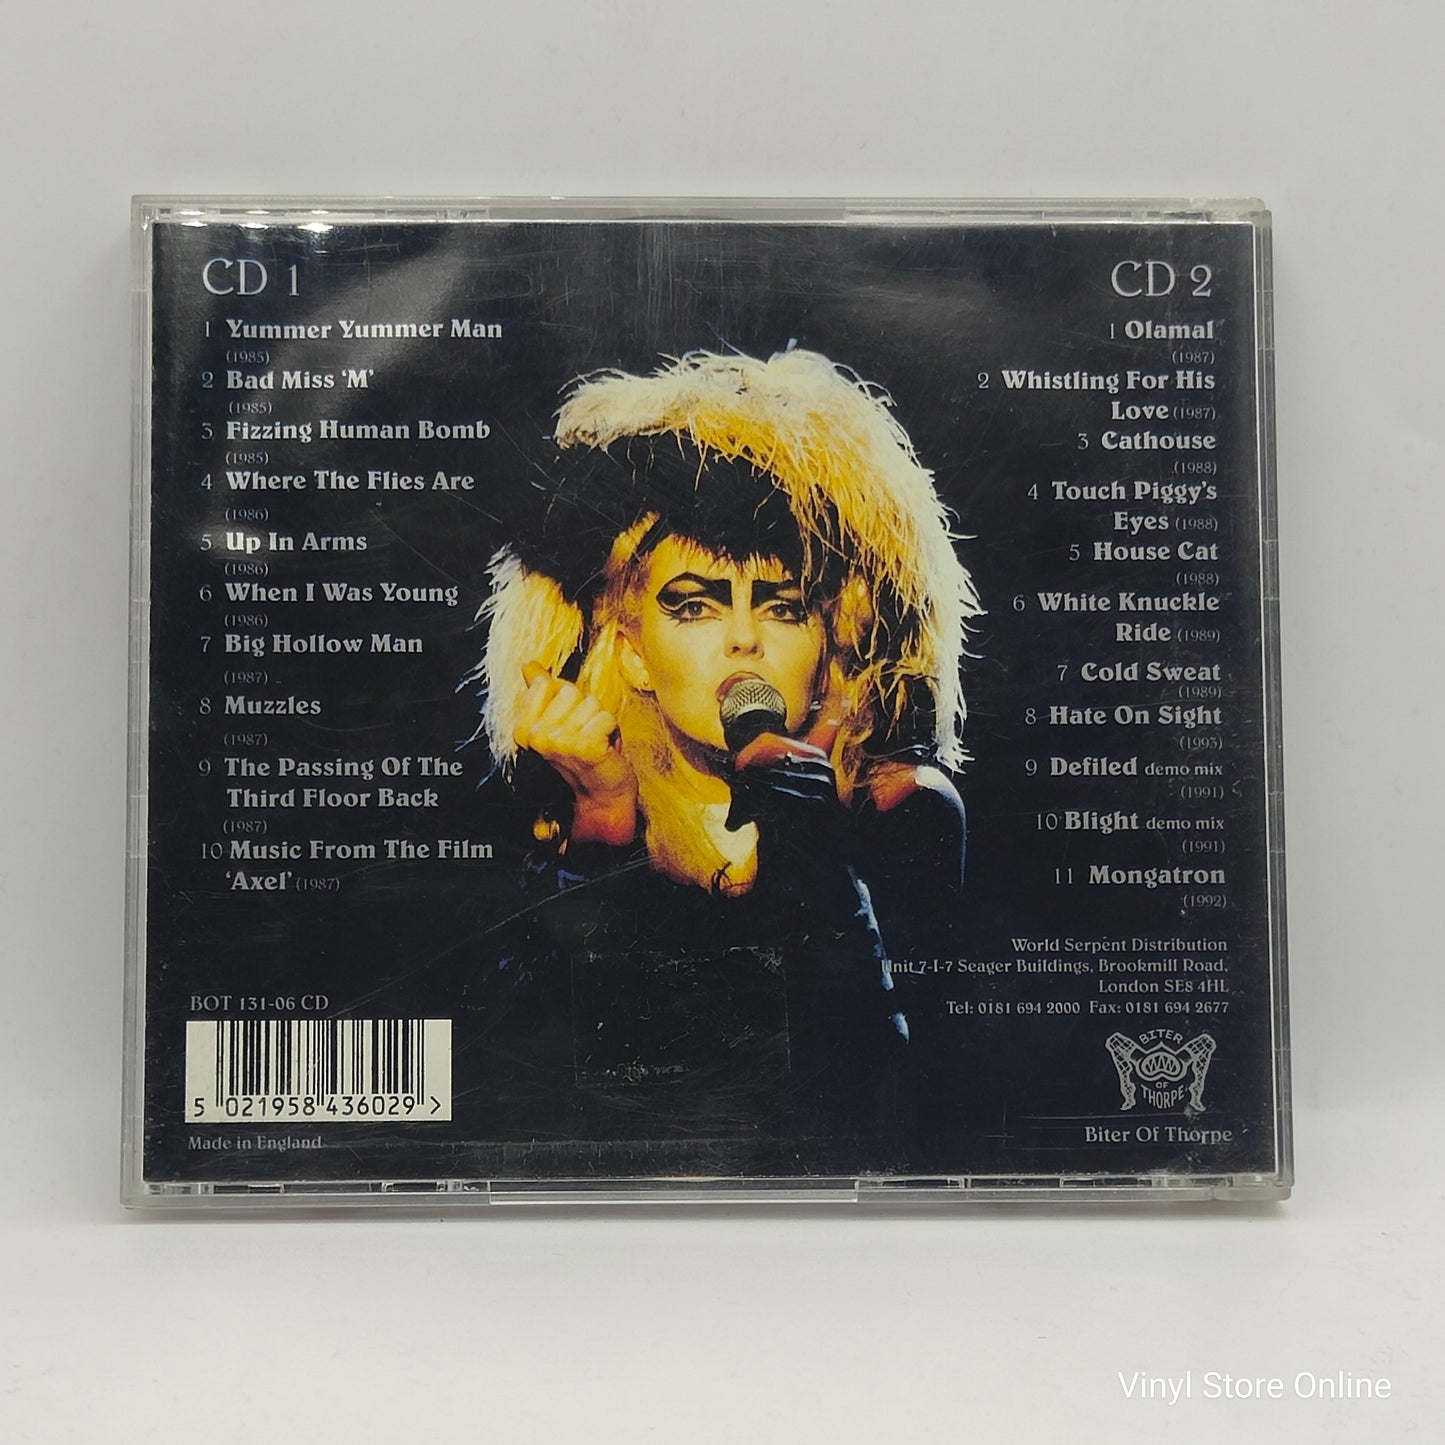 CD 1
1 Yummer Yummer Man
(1985)
2 Bad Miss ‘M’
(1985)
3 Fizzing Human Bomb
(1985)
4 Where The Flies Are
(1986)
5 Up In Arms
(1986)
6 When I Was Young
(1986)
7 Big Hollow Man
(1987)
8 Muzzles
(1987)
9 The Passing Of The
Third Floor Back
(1987)
10 Music From The Film
‘Axel’ (1987)
CD 2
1 Olamal
(1987)
2 Whistling For His
Love (1987)
3 Cathouse
(1988)
4 Touch Piggy’s
Eyes (1988)
5 House Cat
(1988)
6 White Knuckle
Ride (1989)
7 Cold Sweat
(1989)
8 Hate On Sight
(1993)
9 Defiled demo mix
(1991)
10 Blight demo mix
(1991)
11 Mongatron
(1992)
World Serpent Distribution
Unit 7-1-7 Seager Buildings, Brookmill Road,
London SE8 4HL
Tel: 0181 694 2000 Fax: 0181 694 2677
BITER
OF
THORPE
Biter Of Thorpe
BOT 131-06 CD
5 021958 436029 >
Made in England
Vinyl Store Online